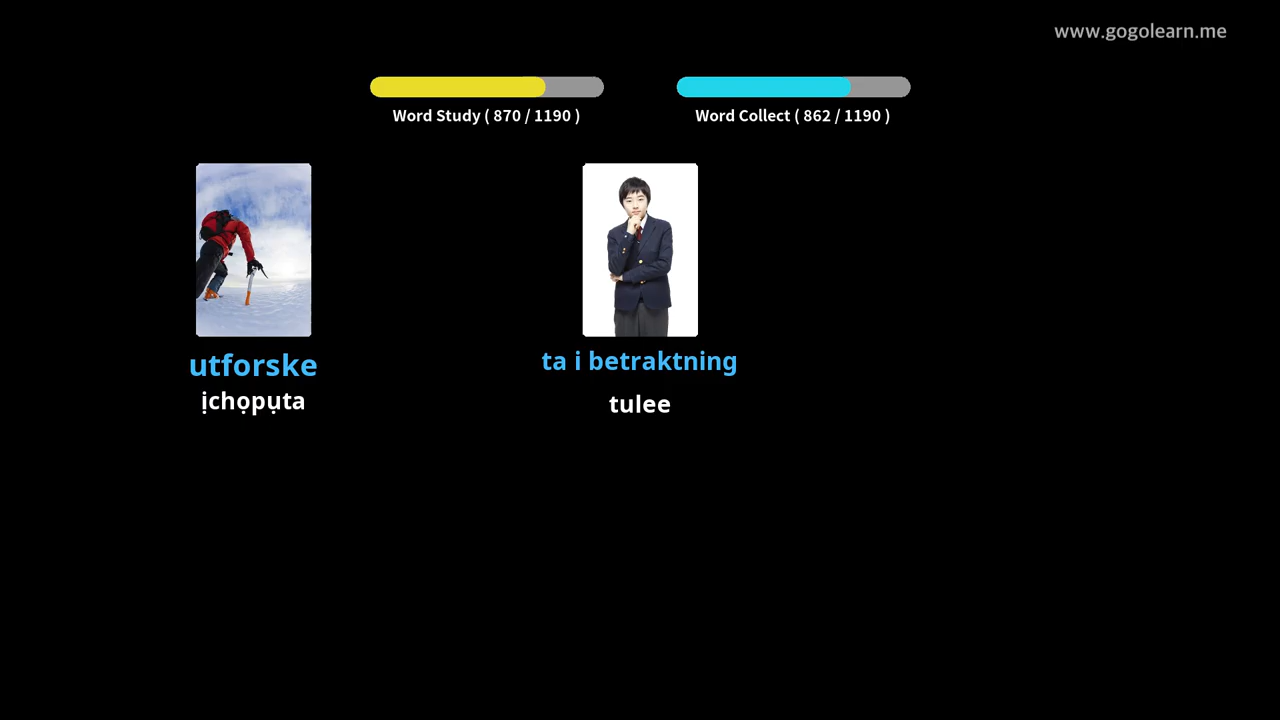 www.gogolearn.me
Word Study ( 870 / 1190 )
Word Collect ( 862 / 1190 )
utforske
ịchọpụta
ta i betraktning
tulee